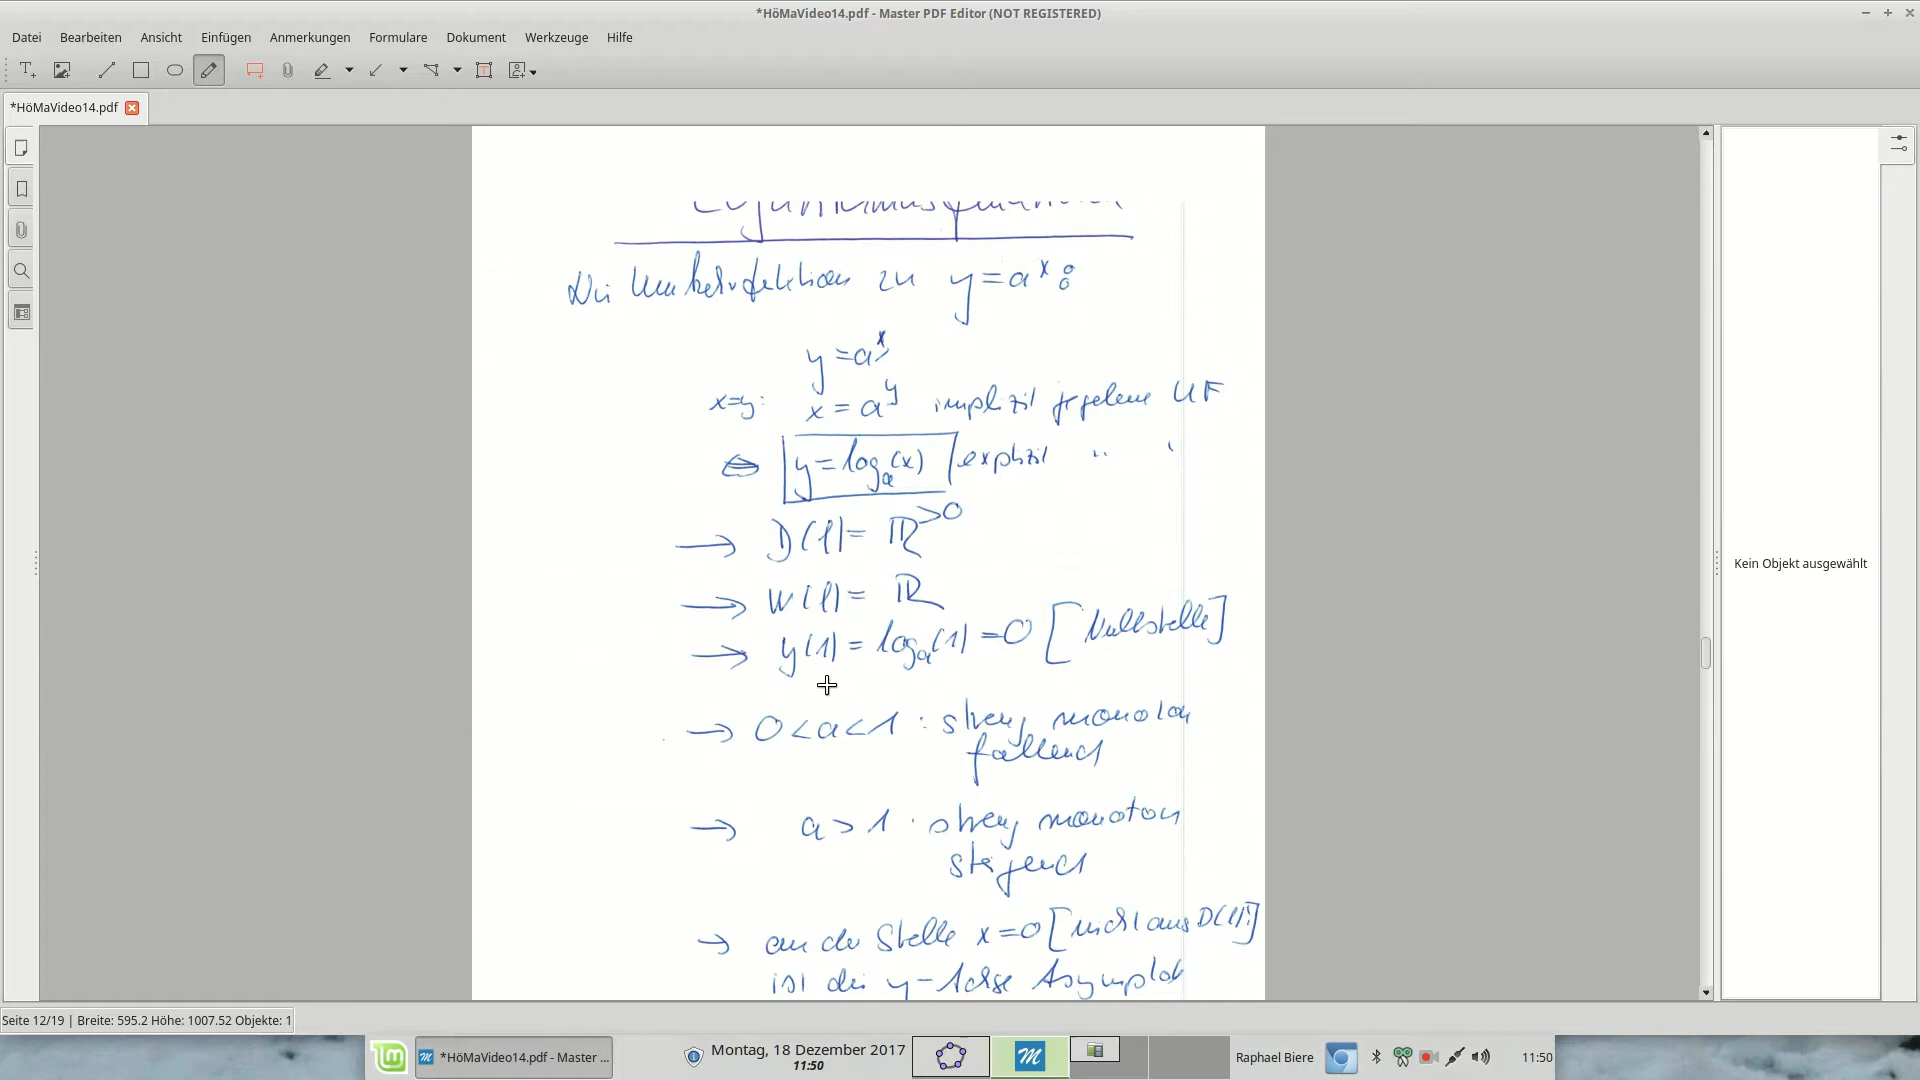 *HöMaVideo14.pdf - Master PDF Editor (NOT REGISTERED)
Datei Bearbeiten Ansicht Einfügen Anmerkungen Formulare Dokument Werkzeuge Hilfe
*HöMaVideo14.pdf
Logarithmusfunktion
Die Umkehrfunktion zu y = a^x :
y = a^x
x=y: x = a^y implizit gegebene UF
⇔ y = log_a(x) explizit " "
→ D(f) = ℝ^>0
→ W(f) = ℝ
→ y(1) = log_a(1) = 0 [Nullstelle]
→ 0 < a < 1 : streng monoton
fallend
→ a > 1 : streng monoton
steigend
→ an der Stelle x = 0 [nicht aus D(f)!]
ist die y-Achse Asymptote
Kein Objekt ausgewählt
Seite 12/19 | Breite: 595.2 Höhe: 1007.52 Objekte: 1
*HöMaVideo14.pdf - Master ...
Montag, 18 Dezember 2017
11:50
Raphael Biere
11:50